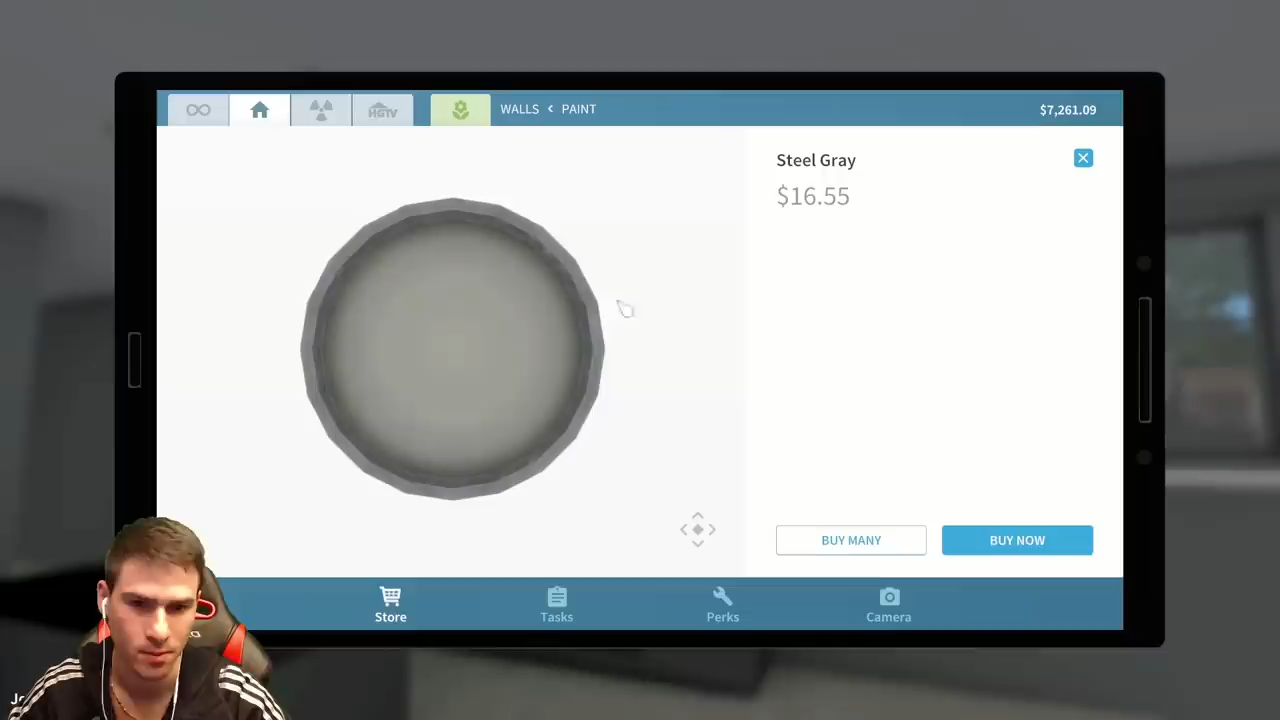 HGTV
WALLS < PAINT
$7,261.09
Steel Gray
$16.55
BUY MANY
BUY NOW
Store
Tasks
Perks
Camera